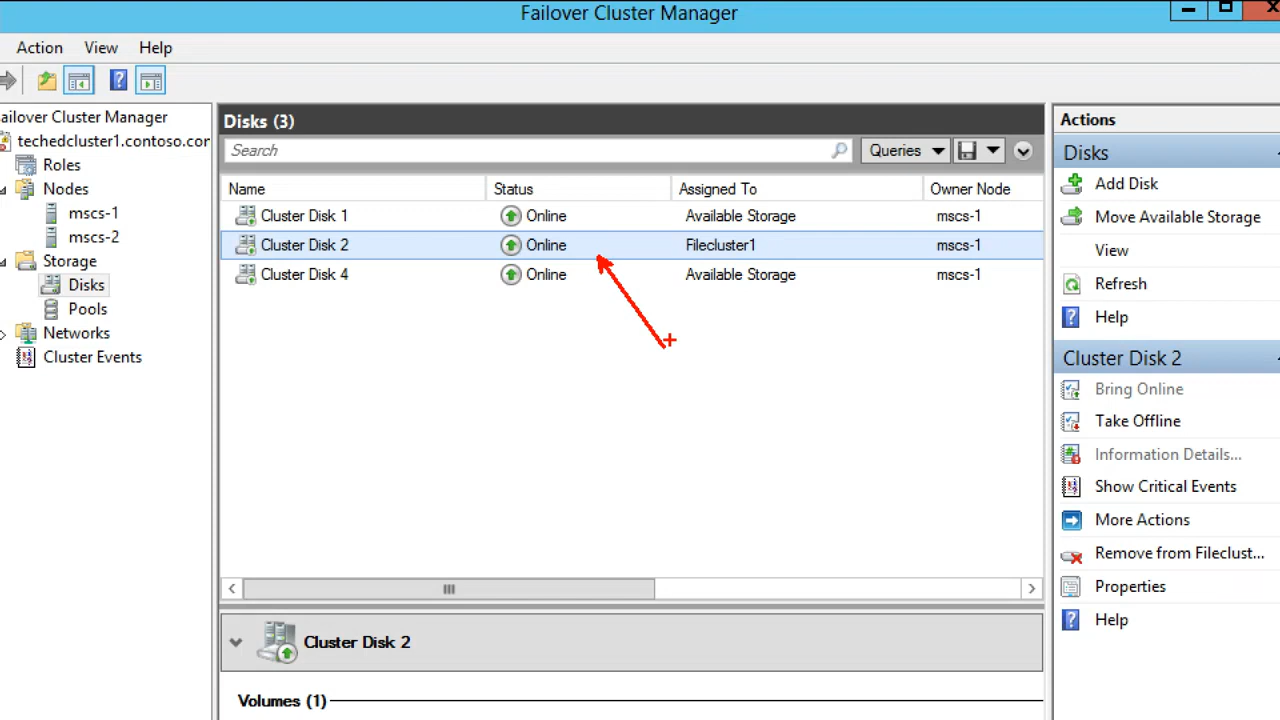 Failover Cluster Manager
Action View Help
ailover Cluster Manager
techedcluster1.contoso.cor
Roles
Nodes
mscs-1
mscs-2
Storage
Disks
Pools
Networks
Cluster Events
Disks (3)
Search
Queries
Name Status Assigned To Owner Node
Cluster Disk 1 Online Available Storage mscs-1
Cluster Disk 2 Online Filecluster1 mscs-1
Cluster Disk 4 Online Available Storage mscs-1
Cluster Disk 2
Volumes (1)
Actions
Disks
Add Disk
Move Available Storage
View
Refresh
Help
Cluster Disk 2
Bring Online
Take Offline
Information Details...
Show Critical Events
More Actions
Remove from Fileclust...
Properties
Help